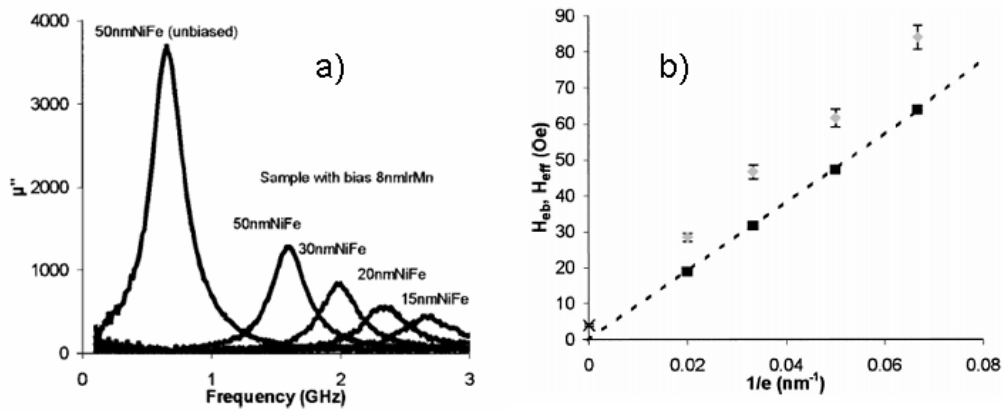 50nmNiFe (unbiased)
a)
Sample with bias 8nmIrMn
50nmNiFe
30nmNiFe
20nmNiFe
15nmNiFe
4000
3000
2000
1000
0
µ''
0
1
2
3
Frequency (GHz)
b)
90
80
70
60
50
40
30
20
10
0
Heb, Heff (Oe)
0
0.02
0.04
0.06
0.08
1/e (nm⁻¹)